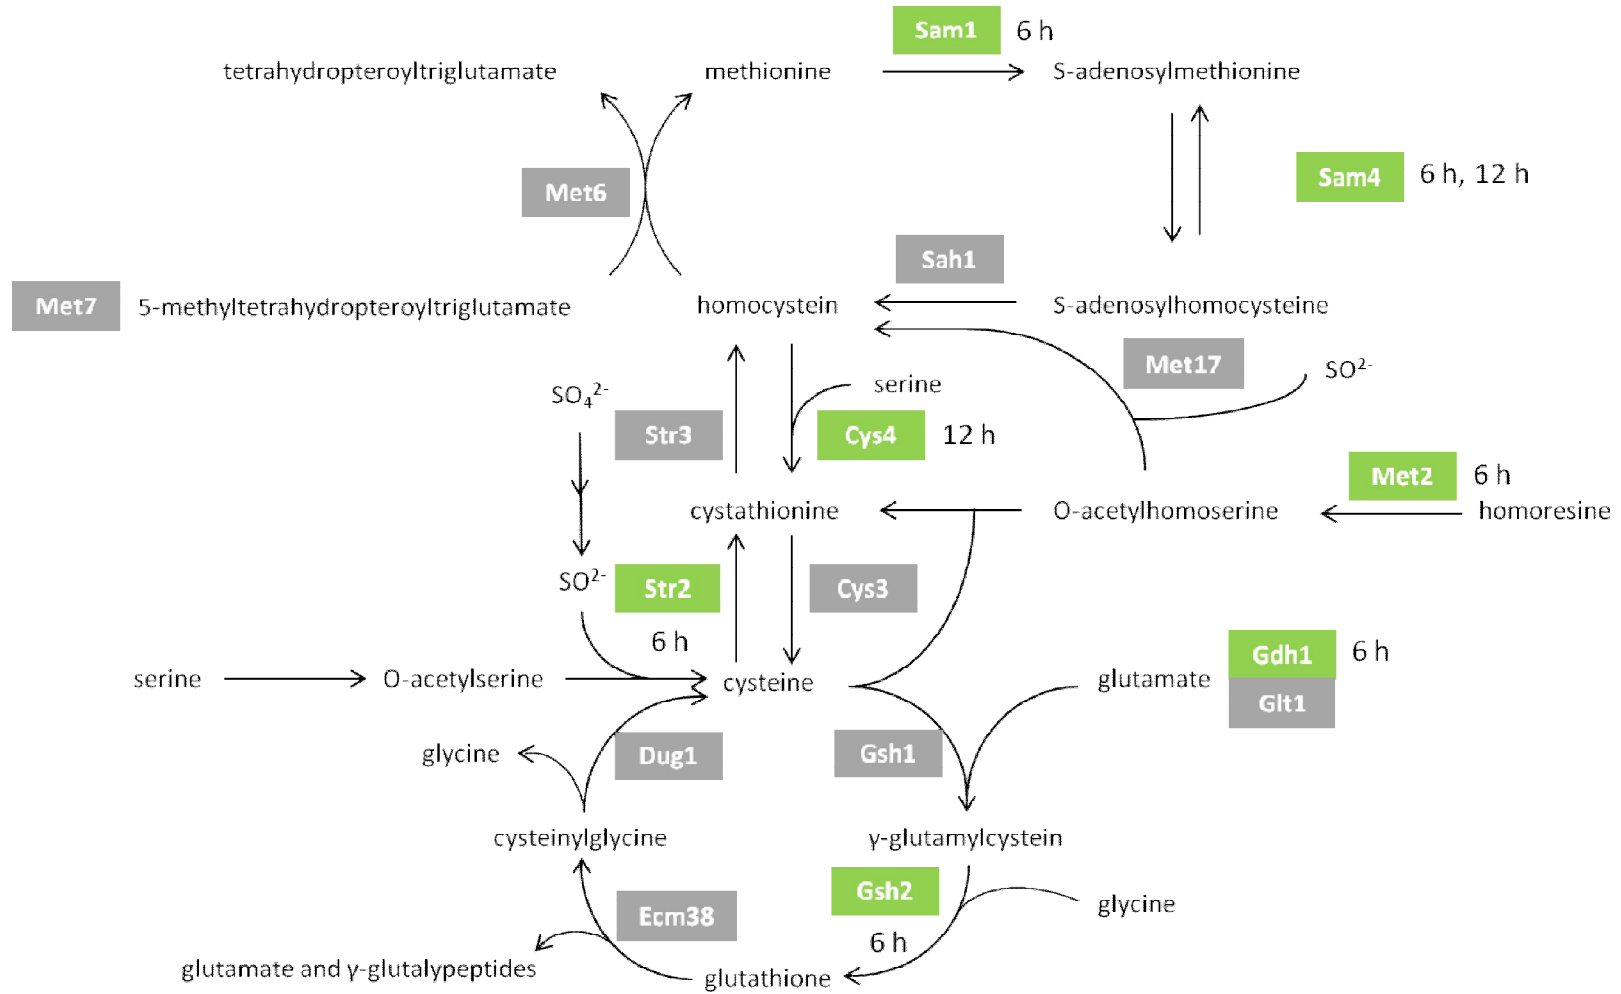 Sam1 6 h
tetrahydropteroyltriglutamate methionine S-adenosylmethionine
Met6 Sam4 6 h, 12 h
Sah1
Met7 5-methyltetrahydropteroyltriglutamate homocystein S-adenosylhomocysteine
Met17 SO²⁻
SO₄²⁻ serine
Str3 Cys4 12 h
Met2 6 h
cystathionine O-acetylhomoserine homoresine
SO²⁻ Str2 Cys3
6 h
Gdh1 6 h
serine O-acetylserine cysteine glutamate
Glt1
glycine Dug1 Gsh1
cysteinylglycine γ-glutamylcystein
Gsh2
Ecm38 glycine
6 h
glutamate and γ-glutalypeptides glutathione